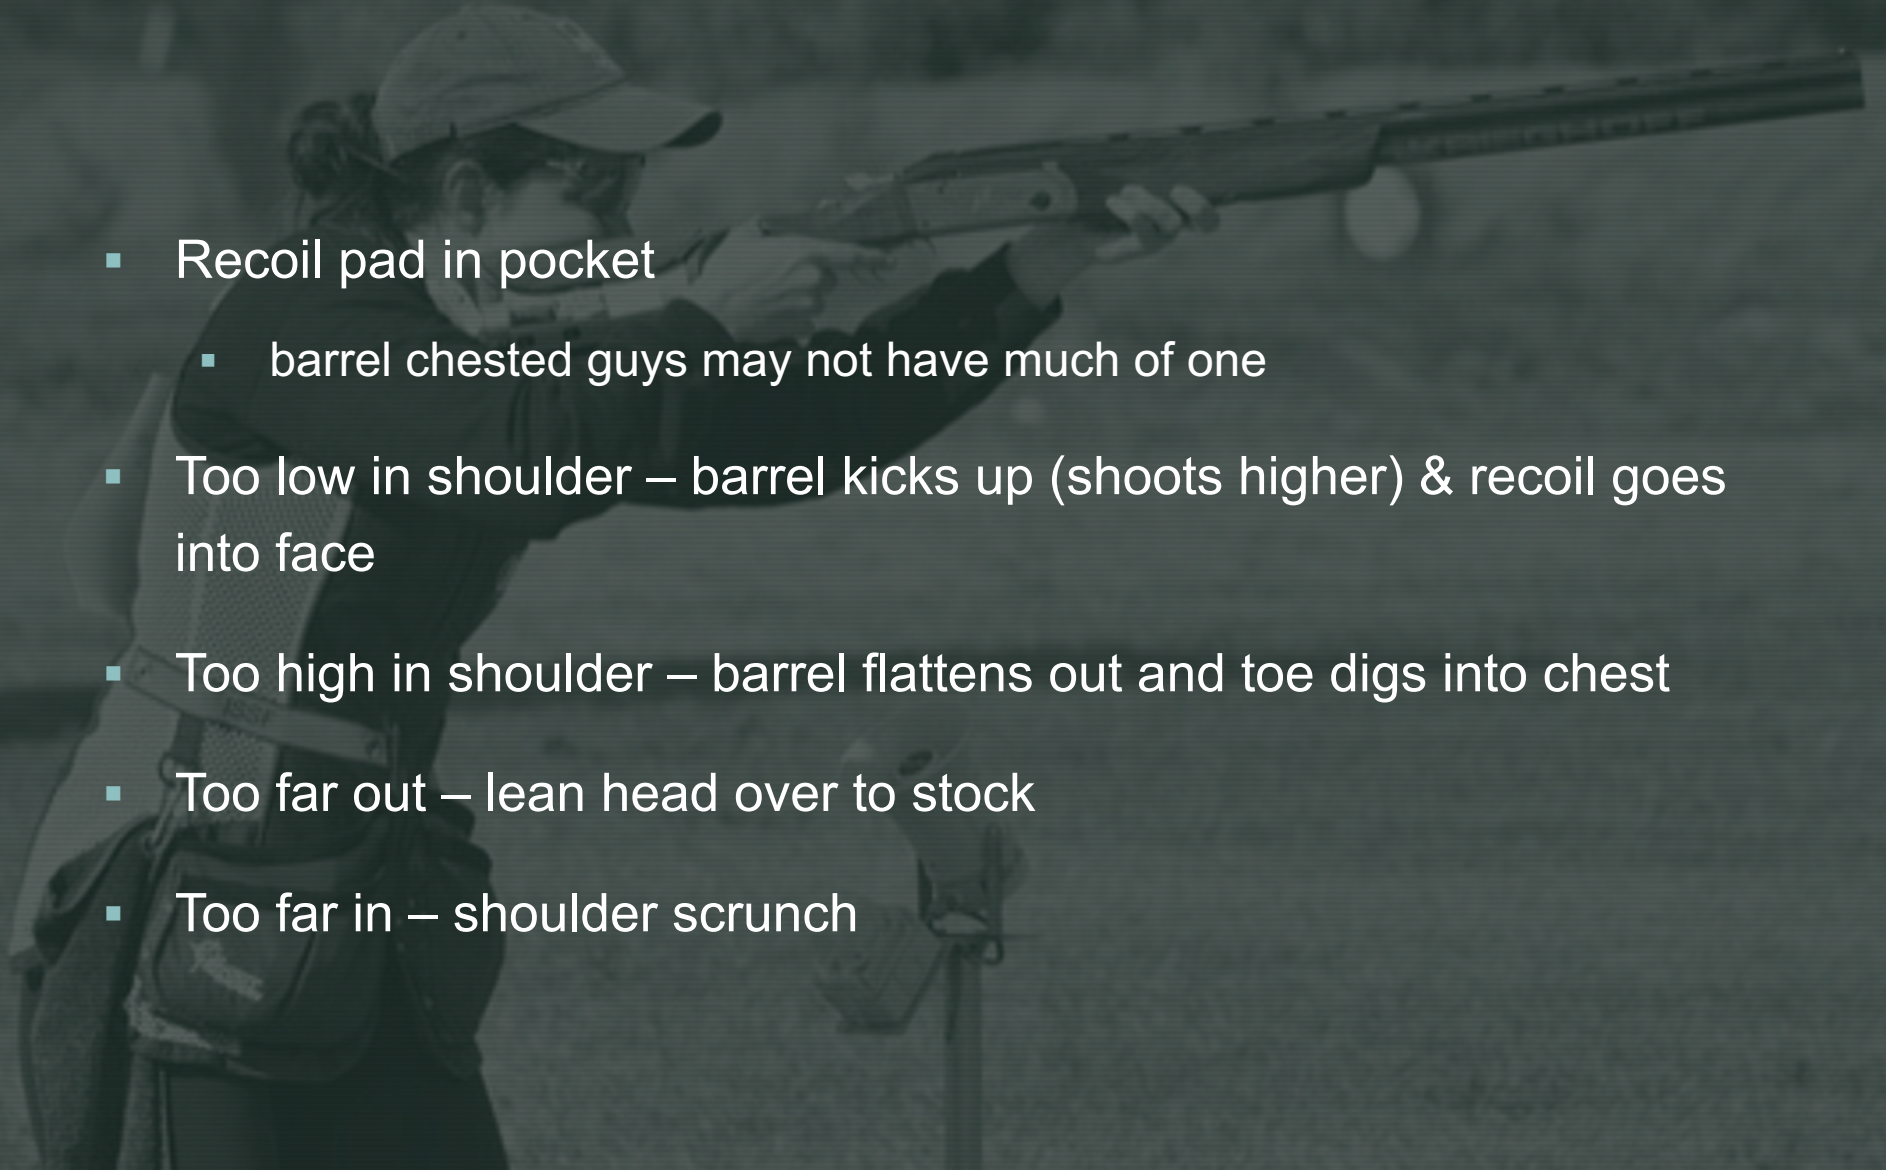 Recoil pad in pocket
barrel chested guys may not have much of one
Too low in shoulder – barrel kicks up (shoots higher) & recoil goes
into face
Too high in shoulder – barrel flattens out and toe digs into chest
Too far out – lean head over to stock
Too far in – shoulder scrunch
ISSF